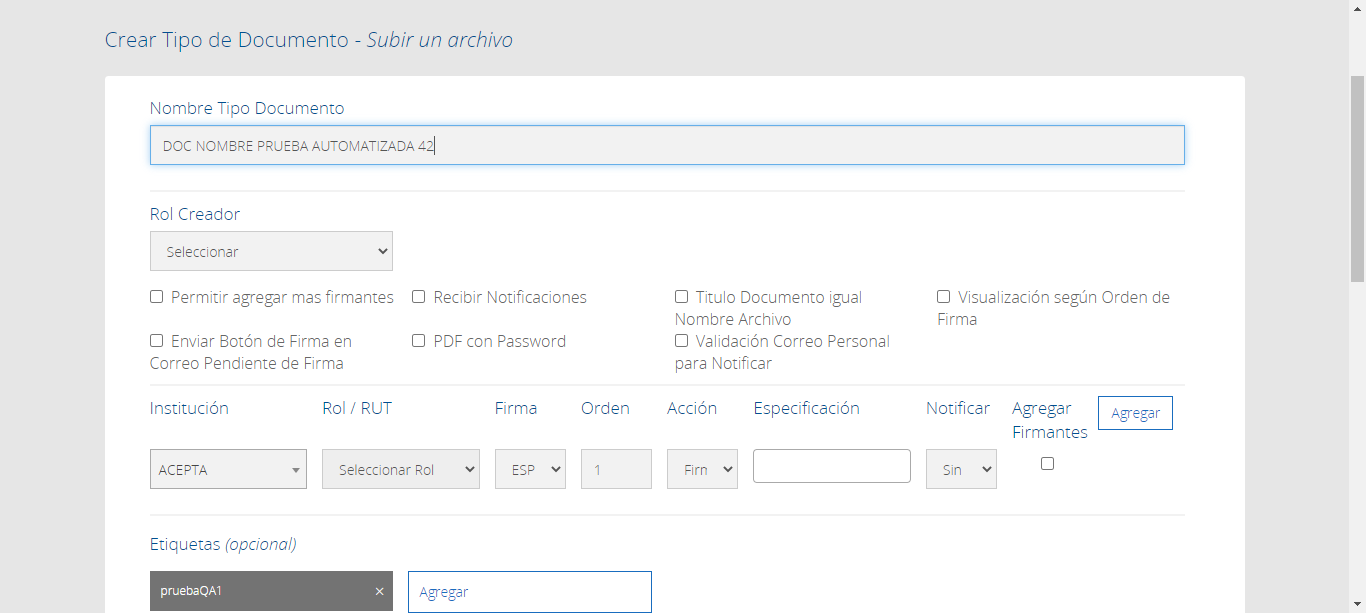 Crear Tipo de Documento - Subir un archivo
Nombre Tipo Documento
DOC NOMBRE PRUEBA AUTOMATIZADA 42
Rol Creador
Seleccionar
Permitir agregar mas firmantes
Recibir Notificaciones
Titulo Documento igual
Nombre Archivo
Visualización según Orden de
Firma
Enviar Botón de Firma en
Correo Pendiente de Firma
PDF con Password
Validación Correo Personal
para Notificar
Institución
Rol / RUT
Firma
Orden
Acción
Especificación
Notificar
Agregar
Firmantes
Agregar
ACEPTA
Seleccionar Rol
ESP
1
Firn
Sin
Etiquetas (opcional)
pruebaQA1 ×
Agregar